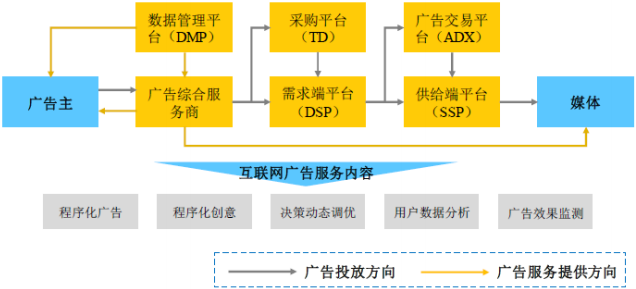 数据管理平
台（DMP）
采购平台
（TD）
广告交易平
台（ADX）
广告主
广告综合服
务商
需求端平台
（DSP）
供给端平台
（SSP）
媒体
互联网广告服务内容
程序化广告
程序化创意
决策动态调优
用户数据分析
广告效果监测
广告投放方向
广告服务提供方向